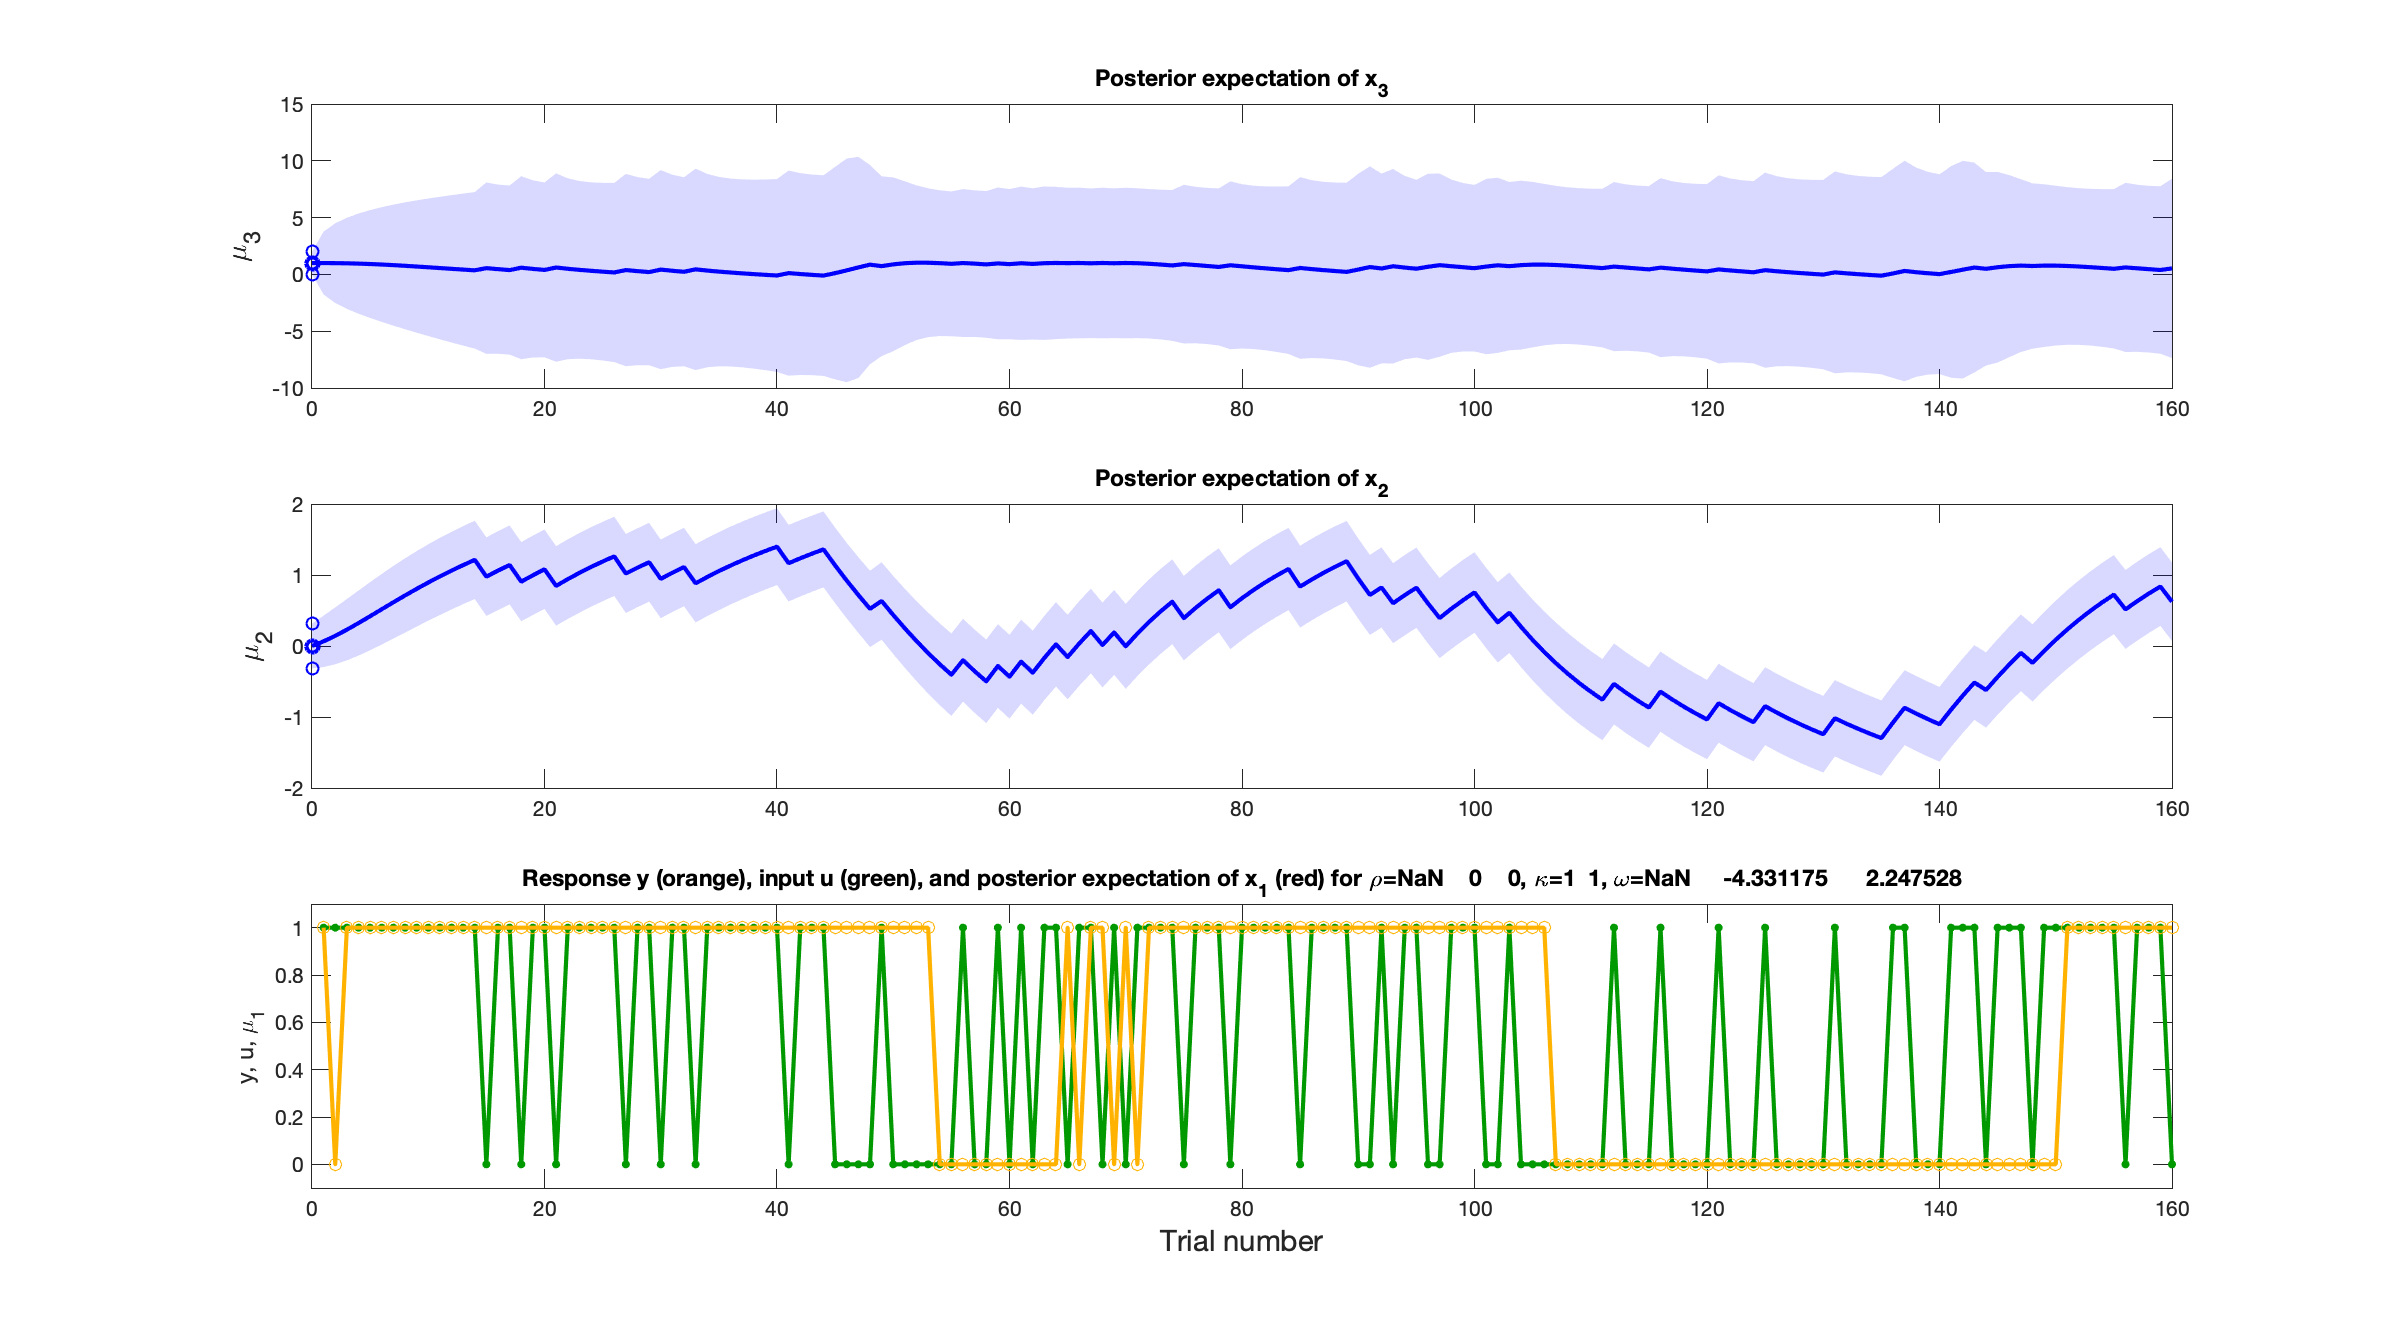 Posterior expectation of x3
15
10
5
0
-5
-10
μ3
0 20 40 60 80 100 120 140 160
Posterior expectation of x2
2
1
0
-1
-2
μ2
0 20 40 60 80 100 120 140 160
Response y (orange), input u (green), and posterior expectation of x1 (red) for ρ=NaN 0 0, κ=1 1, ω=NaN -4.331175 2.247528
1
0.8
0.6
0.4
0.2
0
y, u, μ1
0 20 40 60 80 100 120 140 160
Trial number